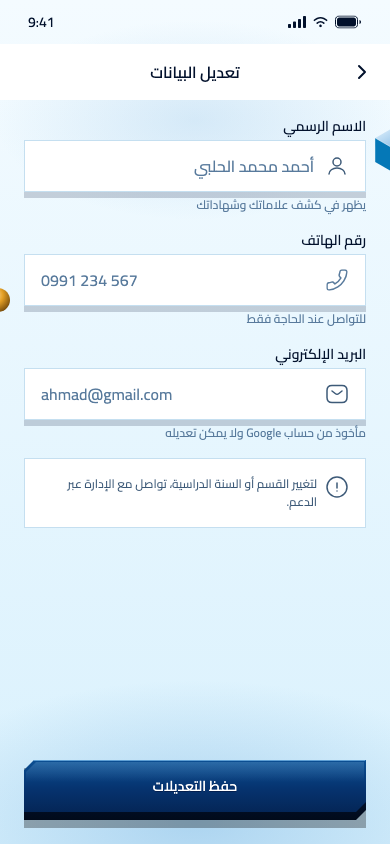 9:41
تعديل البيانات
الاسم الرسمي
أحمد محمد الحلبي
يظهر في كشف علاماتك وشهاداتك
رقم الهاتف
0991 234 567
للتواصل عند الحاجة فقط
البريد الإلكتروني
ahmad@gmail.com
مأخوذ من حساب Google ولا يمكن تعديله
لتغيير القسم أو السنة الدراسية، تواصل مع الإدارة عبر
الدعم.
حفظ التعديلات